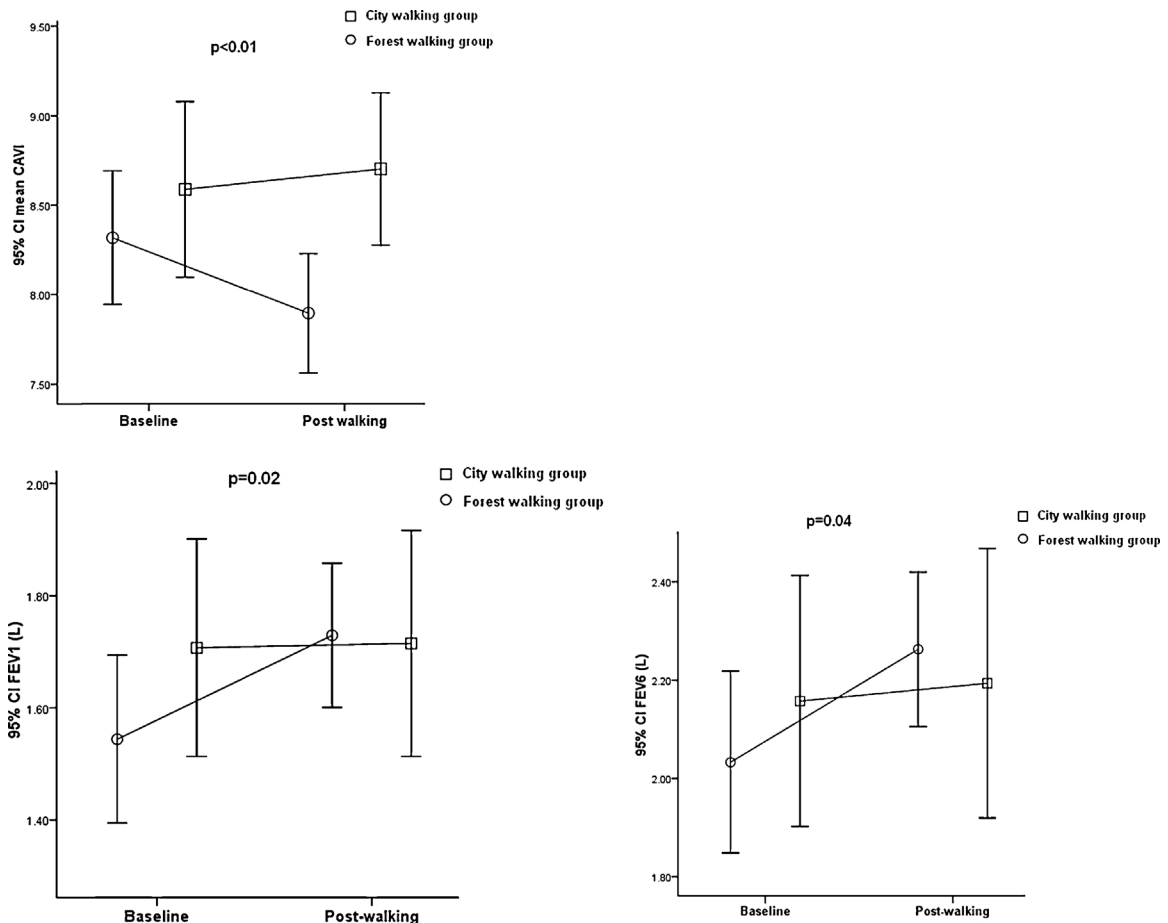 City walking group
Forest walking group
p<0.01
95% CI mean CAVI
9.50
9.00
8.50
8.00
7.50
Baseline
Post walking
City walking group
Forest walking group
p=0.02
95% CI FEV1 (L)
2.00
1.80
1.60
1.40
Baseline
Post-walking
City walking group
Forest walking group
p=0.04
95% CI FEV6 (L)
2.40
2.20
2.00
1.80
Baseline
Post-walking